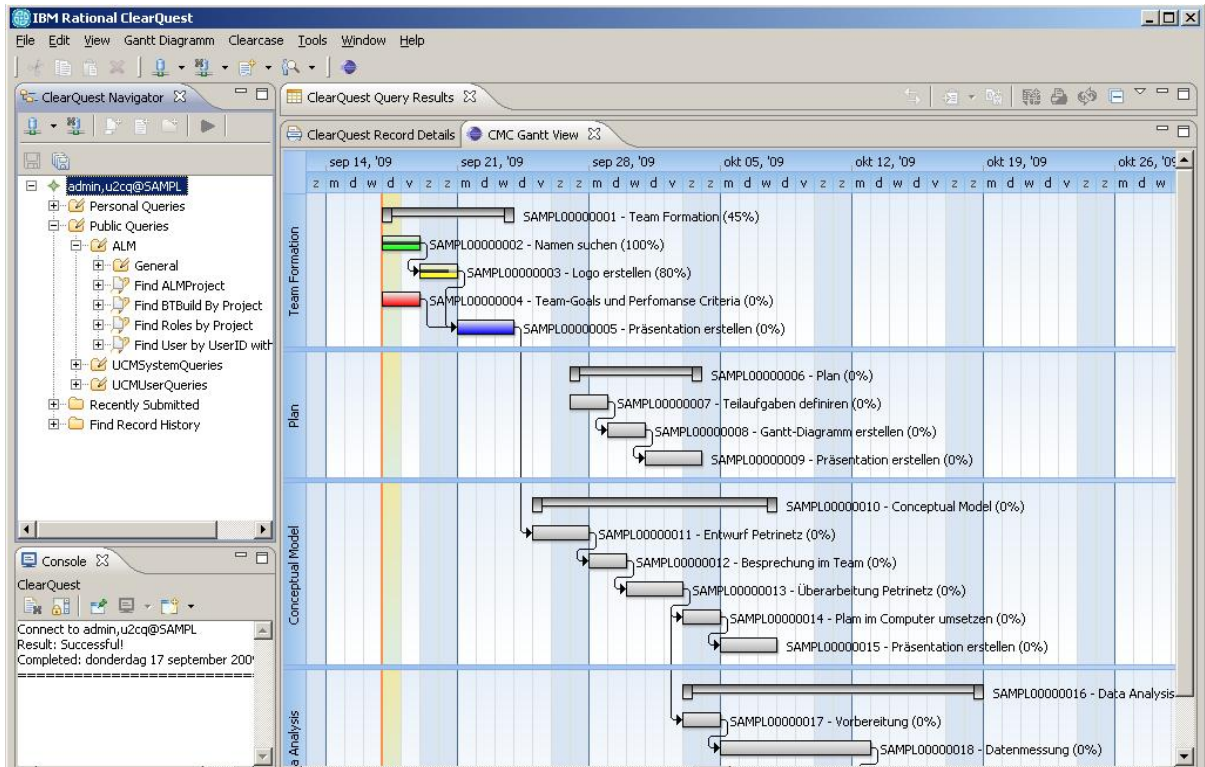 IBM Rational ClearQuest
File Edit View Gantt Diagramm Clearcase Tools Window Help
ClearQuest Navigator
admin,u2cq@SAMPL
Personal Queries
Public Queries
ALM
General
Find ALMProject
Find BTBuild By Project
Find Roles by Project
Find User by UserID with
UCMSystemQueries
UCMUserQueries
Recently Submitted
Find Record History
Console
ClearQuest
Connect to admin,u2cq@SAMPL
Result: Successful!
Completed: donderdag 17 september 200
==============================
ClearQuest Query Results
ClearQuest Record Details CMC Gantt View
sep 14, '09 sep 21, '09 sep 28, '09 okt 05, '09 okt 12, '09 okt 19, '09 okt 26, '09
z m d w d v z z m d w d v z z m d w d v z z m d w d v z z m d w d v z z m d w d v z z m d w
Team Formation
SAMPL00000001 - Team Formation (45%)
SAMPL00000002 - Namen suchen (100%)
SAMPL00000003 - Logo erstellen (80%)
SAMPL00000004 - Team-Goals und Perfomanse Criteria (0%)
SAMPL00000005 - Präsentation erstellen (0%)
Plan
SAMPL00000006 - Plan (0%)
SAMPL00000007 - Teilaufgaben definiren (0%)
SAMPL00000008 - Gantt-Diagramm erstellen (0%)
SAMPL00000009 - Präsentation erstellen (0%)
Conceptual Model
SAMPL00000010 - Conceptual Model (0%)
SAMPL00000011 - Entwurf Petrinetz (0%)
SAMPL00000012 - Besprechung im Team (0%)
SAMPL00000013 - Überarbeitung Petrinetz (0%)
SAMPL00000014 - Plam im Computer umsetzen (0%)
SAMPL00000015 - Präsentation erstellen (0%)
a Analysis
SAMPL00000016 - Data Analysis
SAMPL00000017 - Vorbereitung (0%)
SAMPL00000018 - Datenmessung (0%)